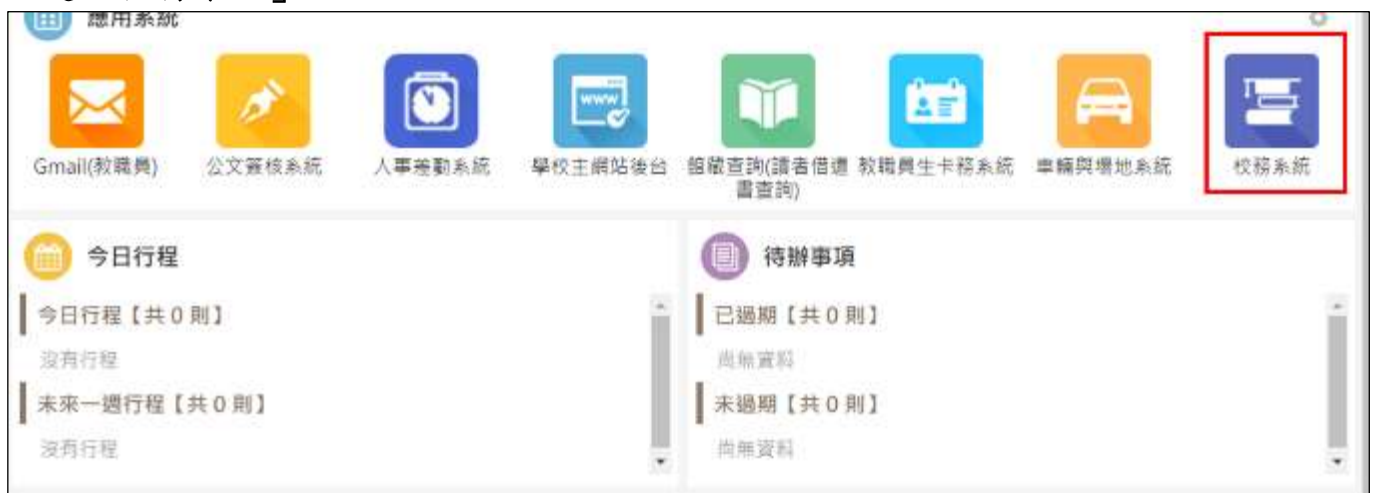 應用系統
Gmail(教職員)
公文簽核系統
人事差勤系統
www
學校主網站後台
館藏查詢(讀者借還書查詢)
教職員生卡務系統
車輛與場地系統
校務系統
今日行程
今日行程【共 0 則】
沒有行程
未來一週行程【共 0 則】
沒有行程
待辦事項
已過期【共 0 則】
尚無資料
未過期【共 0 則】
尚無資料